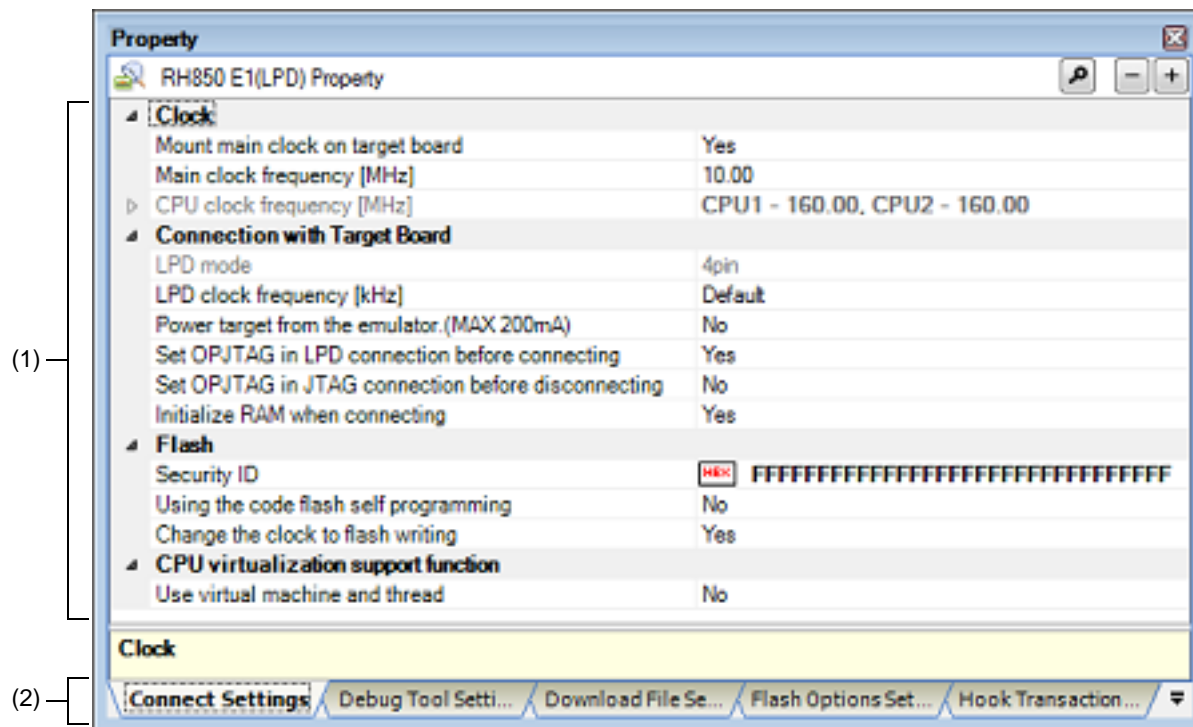 Property
RH850 E1(LPD) Property
Clock
Mount main clock on target board Yes
Main clock frequency [MHz] 10.00
CPU clock frequency [MHz] CPU1 - 160.00, CPU2 - 160.00
Connection with Target Board
LPD mode 4pin
LPD clock frequency [kHz] Default
Power target from the emulator.(MAX 200mA) No
(1)
Set OPJTAG in LPD connection before connecting Yes
Set OPJTAG in JTAG connection before disconnecting No
Initialize RAM when connecting Yes
Flash
Security ID HEX FFFFFFFFFFFFFFFFFFFFFFFFFFFFFFFF
Using the code flash self programming No
Change the clock to flash writing Yes
CPU virtualization support function
Use virtual machine and thread No
Clock
(2)
Connect Settings Debug Tool Setti... Download File Se... Flash Options Set... Hook Transaction...